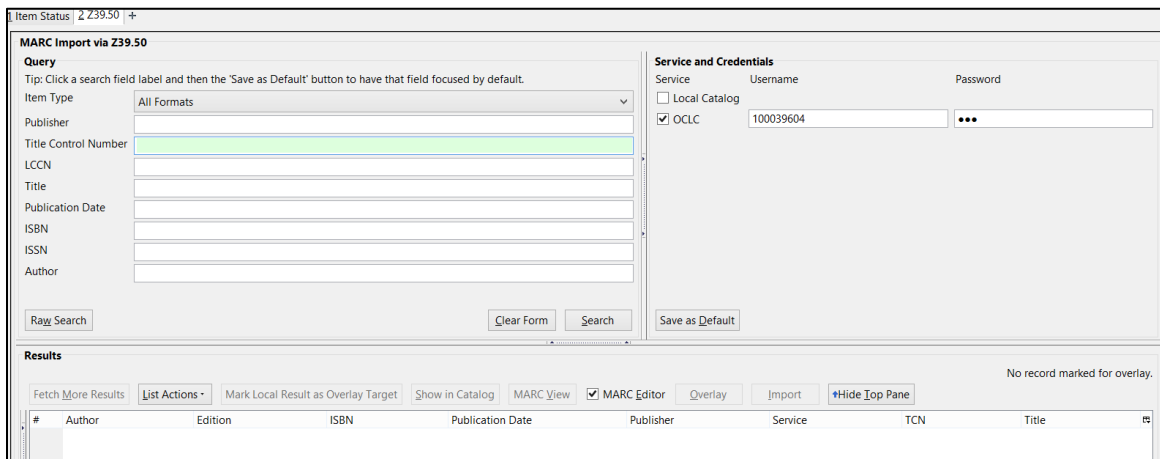 1 Item Status 2 Z39.50 +
MARC Import via Z39.50
Query
Tip: Click a search field label and then the 'Save as Default' button to have that field focused by default.
Item Type All Formats
Publisher
Title Control Number
LCCN
Title
Publication Date
ISBN
ISSN
Author
Raw Search Clear Form Search
Service and Credentials
Service Username Password
Local Catalog
OCLC 100039604 •••
Save as Default
Results
No record marked for overlay.
Fetch More Results List Actions Mark Local Result as Overlay Target Show in Catalog MARC View MARC Editor Overlay Import Hide Top Pane
# Author Edition ISBN Publication Date Publisher Service TCN Title